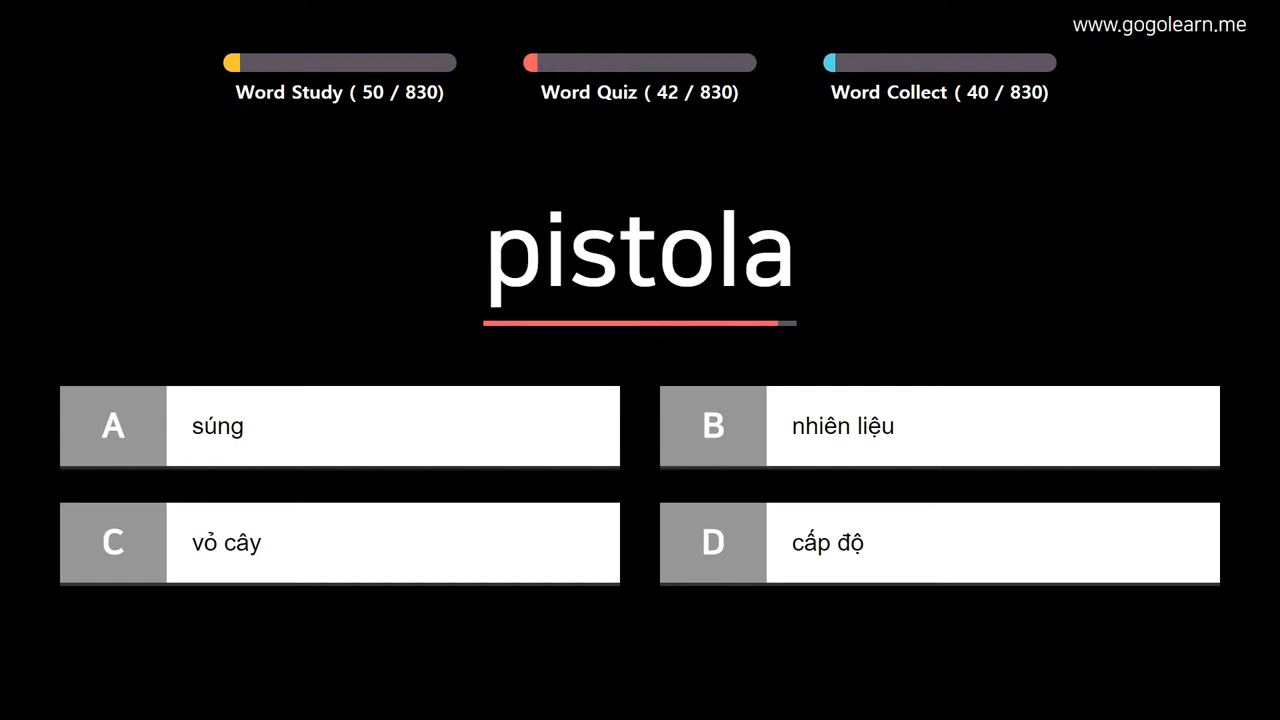 www.gogolearn.me
Word Study ( 50 / 830)
Word Quiz ( 42 / 830)
Word Collect ( 40 / 830)
pistola
A súng
B nhiên liệu
C vỏ cây
D cấp độ